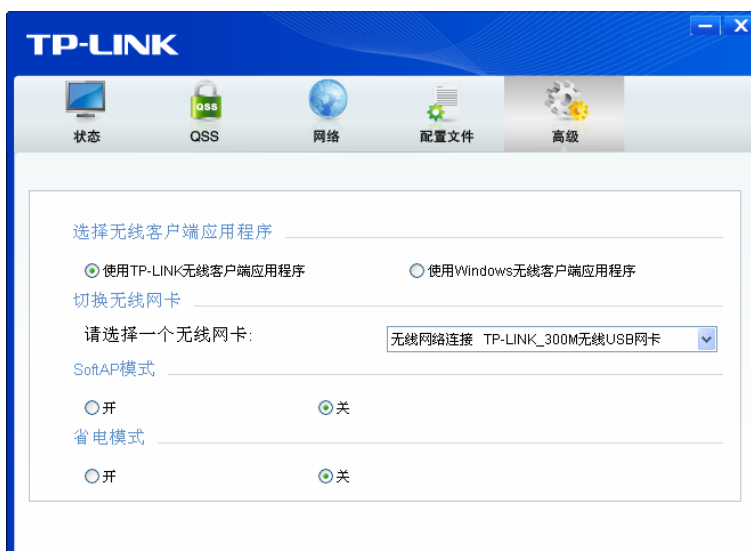 TP-LINK
QSS
状态 QSS 网络 配置文件 高级
选择无线客户端应用程序
使用TP-LINK无线客户端应用程序 使用Windows无线客户端应用程序
切换无线网卡
请选择一个无线网卡: 无线网络连接 TP-LINK_300M无线USB网卡
SoftAP模式
开 关
省电模式
开 关